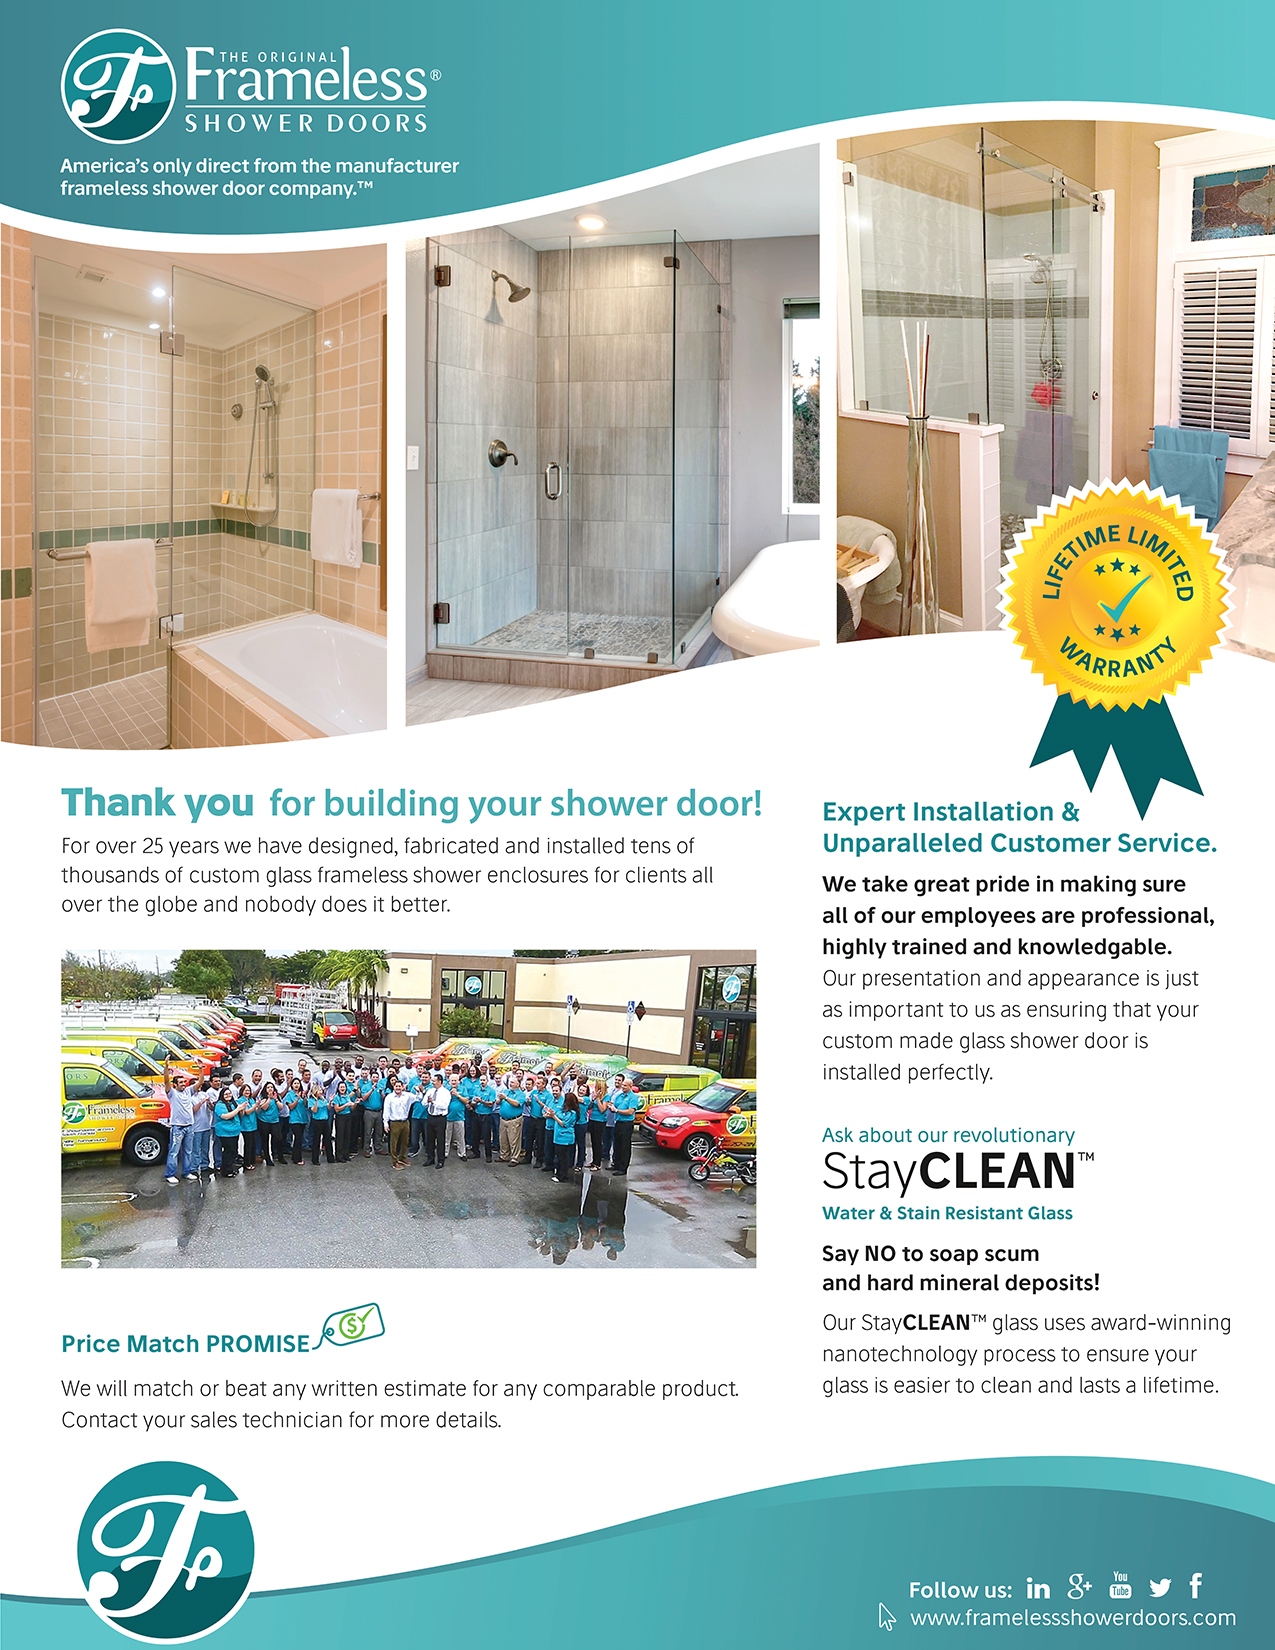 THE ORIGINAL
Frameless®
SHOWER DOORS
America's only direct from the manufacturer
frameless shower door company.™
LIFETIME LIMITED
WARRANTY
Thank you for building your shower door!
For over 25 years we have designed, fabricated and installed tens of
thousands of custom glass frameless shower enclosures for clients all
over the globe and nobody does it better.
Frameless
Price Match PROMISE
$
We will match or beat any written estimate for any comparable product.
Contact your sales technician for more details.
Expert Installation &
Unparalleled Customer Service.
We take great pride in making sure
all of our employees are professional,
highly trained and knowledgable.
Our presentation and appearance is just
as important to us as ensuring that your
custom made glass shower door is
installed perfectly.
Ask about our revolutionary
StayCLEAN™
Water & Stain Resistant Glass
Say NO to soap scum
and hard mineral deposits!
Our StayCLEAN™ glass uses award-winning
nanotechnology process to ensure your
glass is easier to clean and lasts a lifetime.
Follow us: in g+ You Tube f
www.framelessshowerdoors.com